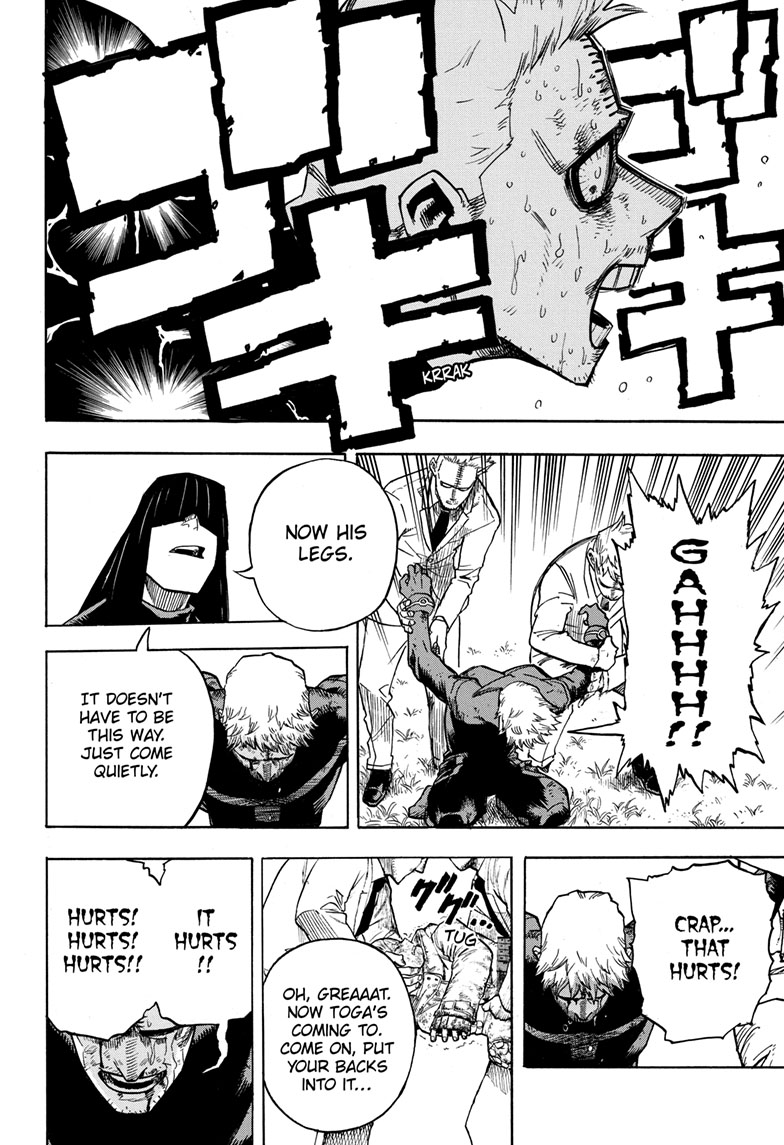 KRRAK
GAHHHH!!
NOW HIS
LEGS.
IT DOESN'T
HAVE TO BE
THIS WAY.
JUST COME
QUIETLY.
CRAP...
THAT
HURTS!
ググ…
TUG
OH, GREAAAT.
NOW TOGA'S
COMING TO.
COME ON, PUT
YOUR BACKS
INTO IT...
IT
HURTS
!!
HURTS!
HURTS!
HURTS!!